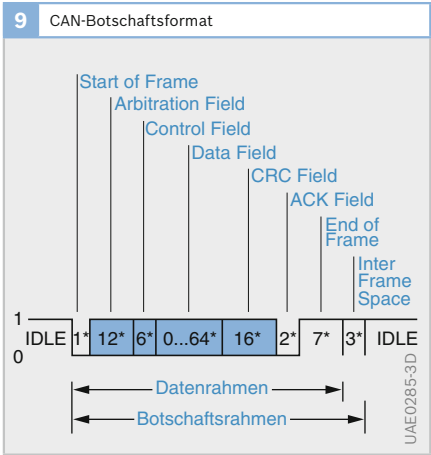 9 CAN-Botschaftsformat
Start of Frame
Arbitration Field
Control Field
Data Field
CRC Field
ACK Field
End of
Frame
Inter
Frame
Space
1
IDLE 1* 12* 6* 0...64* 16* 2* 7* 3* IDLE
0
Datenrahmen
Botschaftsrahmen
UAE0285-3D